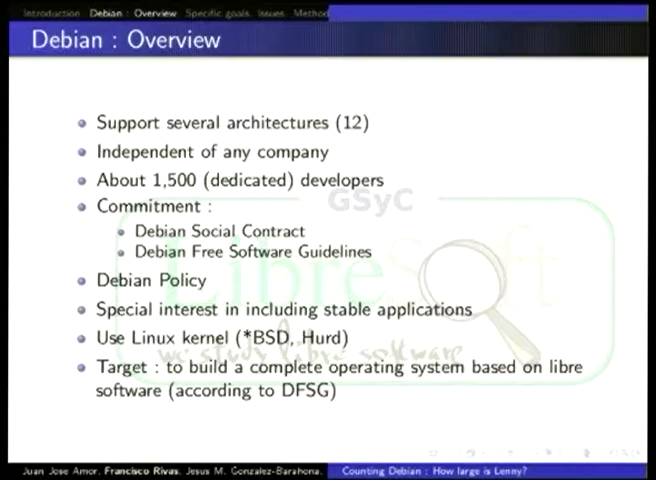 Introduction Debian : Overview Specific goals Issues Method
Debian : Overview
Support several architectures (12)
Independent of any company
About 1,500 (dedicated) developers
Commitment :
GSyC
Debian Social Contract
Debian Free Software Guidelines
LibreSoft
Debian Policy
Special interest in including stable applications
Use Linux kernel (*BSD, Hurd)
we study libre software
Target : to build a complete operating system based on libre
software (according to DFSG)
Juan Jose Amor, Francisco Rivas, Jesus M. Gonzalez-Barahona, Counting Debian : How large is Lenny?